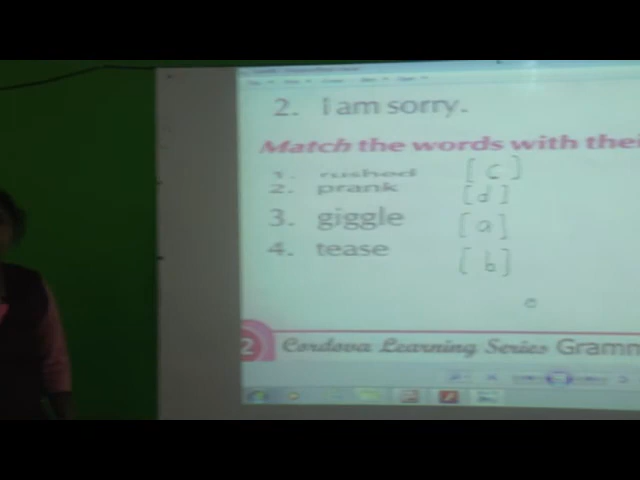 2. I am sorry.
Match the words with thei
1. rushed [c]
2. prank [d]
3. giggle [a]
4. tease [b]
2 Cordova Learning Series Gramm